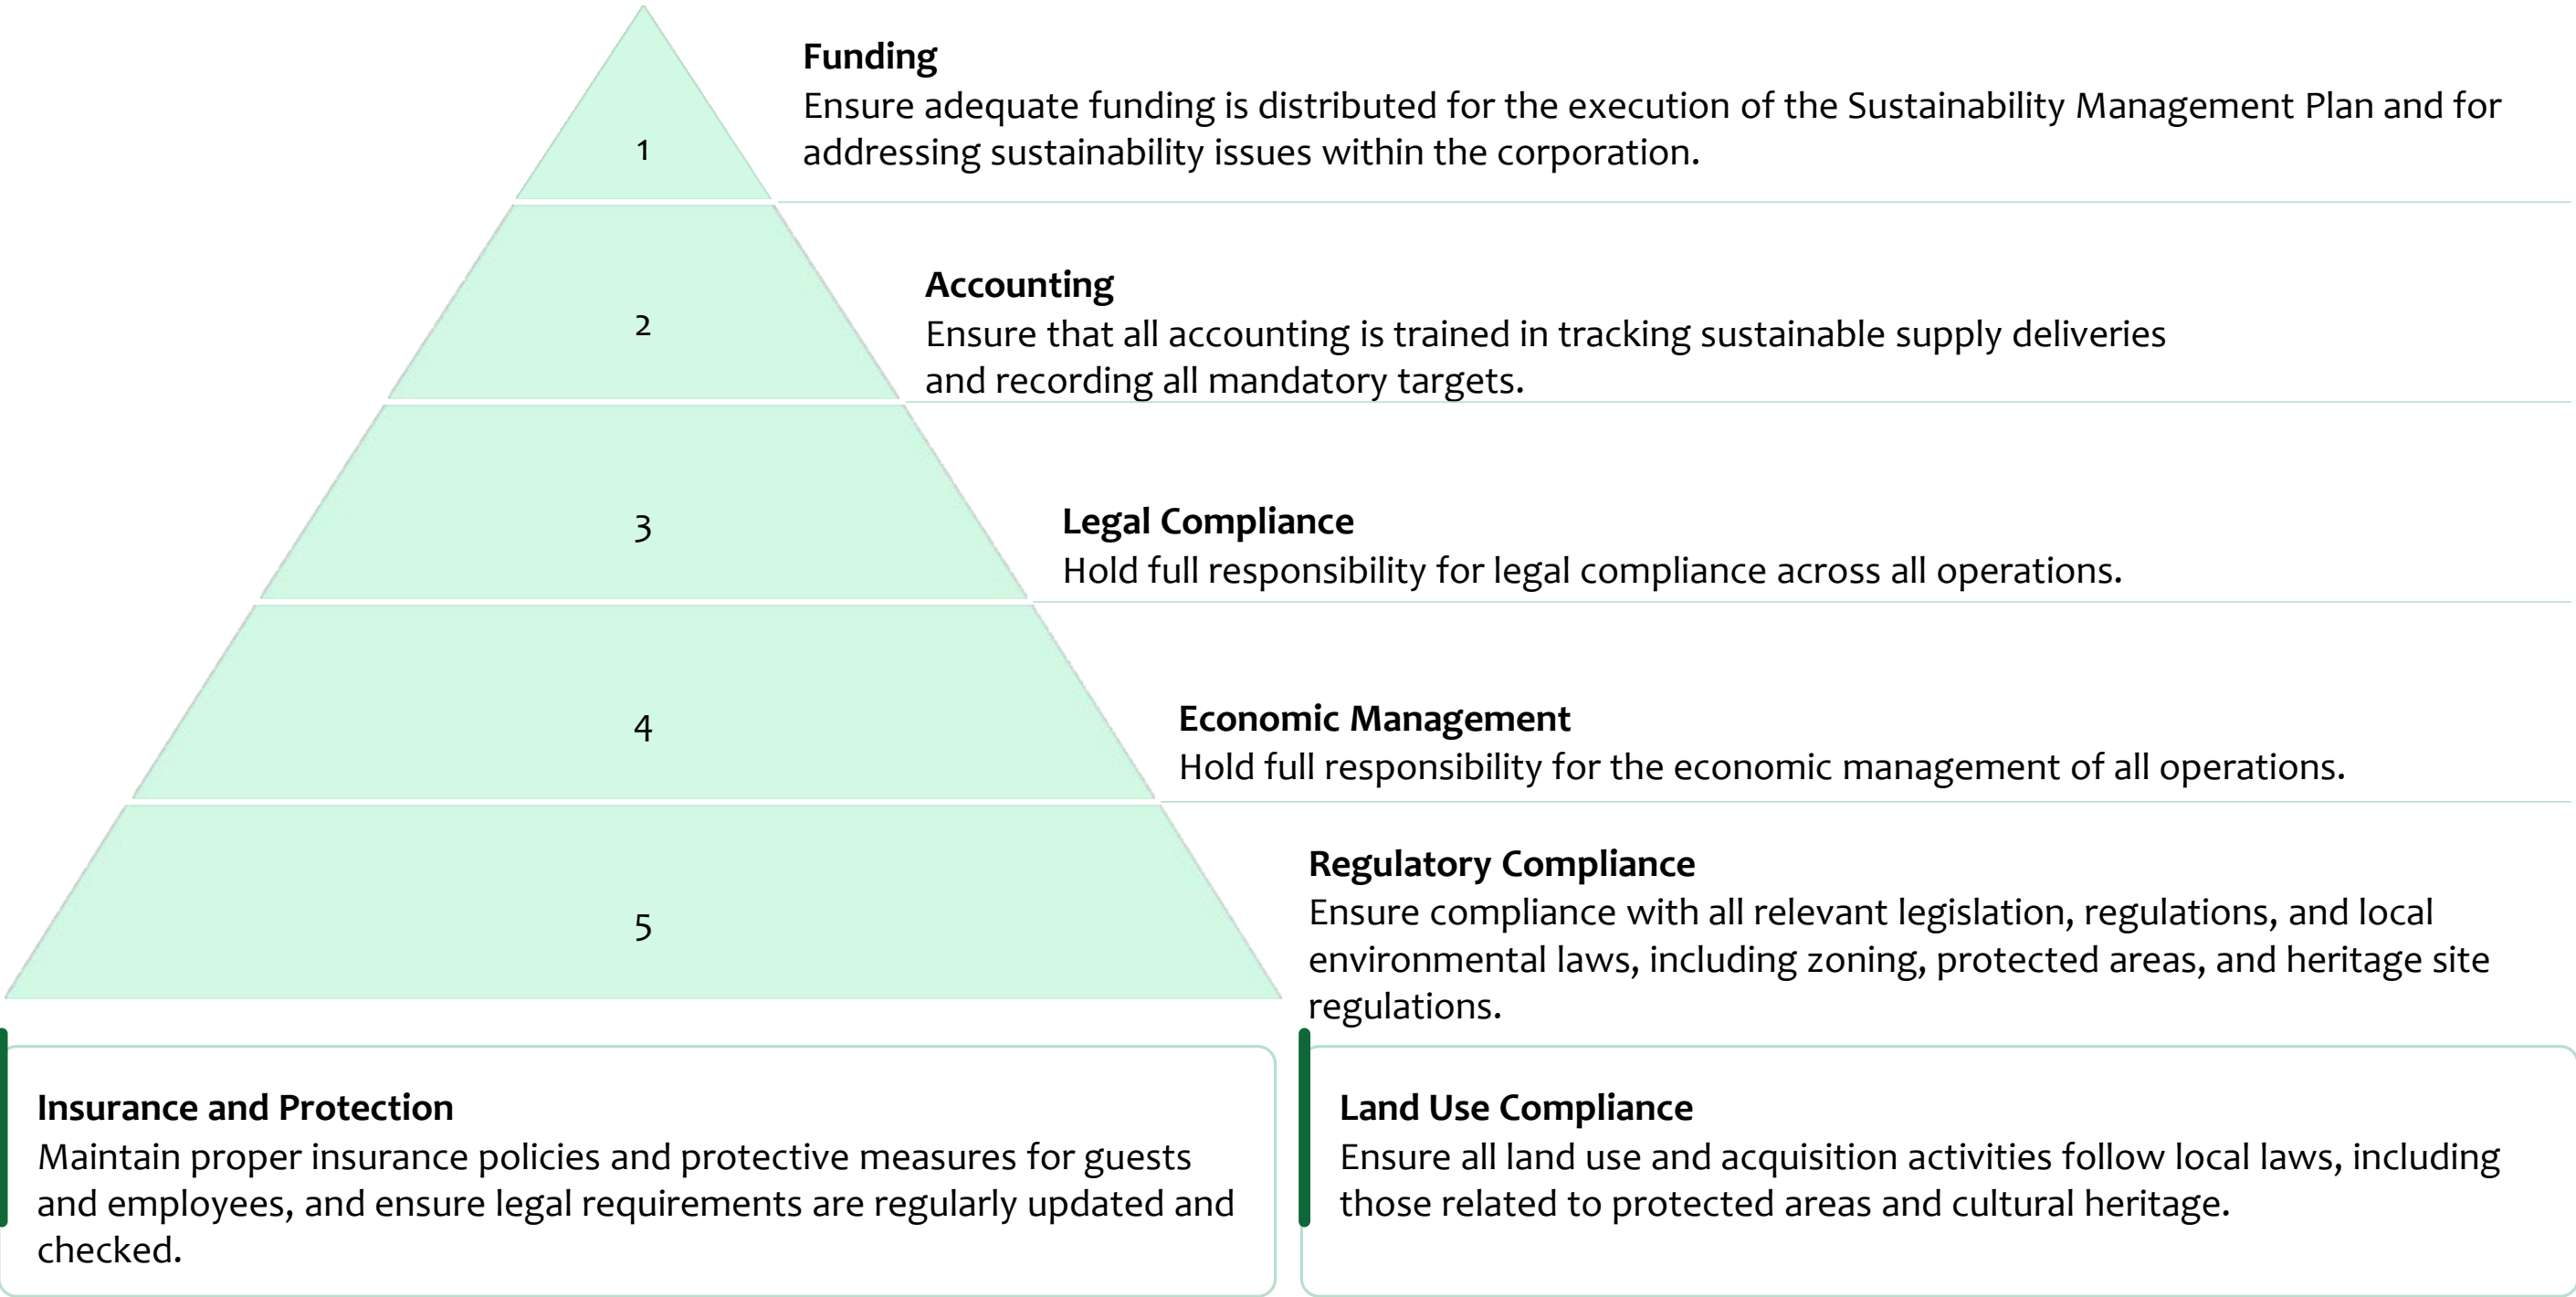 1
Funding
Ensure adequate funding is distributed for the execution of the Sustainability Management Plan and for
addressing sustainability issues within the corporation.
2
Accounting
Ensure that all accounting is trained in tracking sustainable supply deliveries
and recording all mandatory targets.
3
Legal Compliance
Hold full responsibility for legal compliance across all operations.
4
Economic Management
Hold full responsibility for the economic management of all operations.
5
Regulatory Compliance
Ensure compliance with all relevant legislation, regulations, and local
environmental laws, including zoning, protected areas, and heritage site
regulations.
Insurance and Protection
Maintain proper insurance policies and protective measures for guests
and employees, and ensure legal requirements are regularly updated and
checked.
Land Use Compliance
Ensure all land use and acquisition activities follow local laws, including
those related to protected areas and cultural heritage.